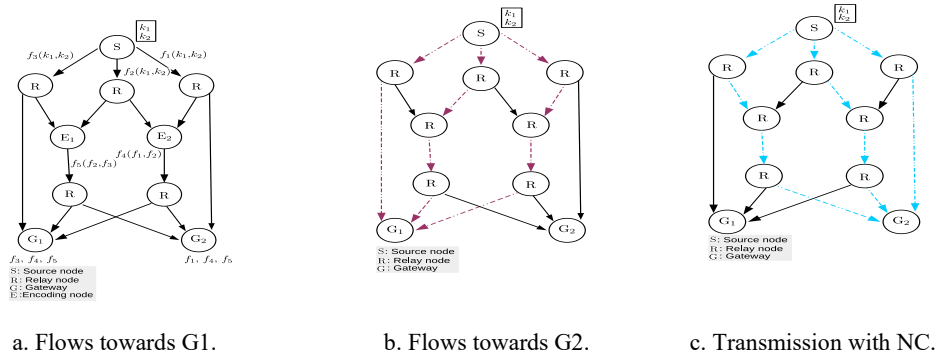 k₁
k₂
S
f₃(k₁,k₂)
f₁(k₁,k₂)
f₂(k₁,k₂)
R
R
R
E₁
E₂
f₅(f₂,f₃)
f₄(f₁,f₂)
R
R
G₁
G₂
f₃, f₄, f₅
f₁, f₄, f₅
S: Source node
R: Relay node
G: Gateway
E:Encoding node
a. Flows towards G1.
k₁
k₂
S
R
R
R
R
R
R
R
G₁
G₂
S: Source node
R: Relay node
G: Gateway
b. Flows towards G2.
k₁
k₂
S
R
R
R
R
R
R
R
G₁
G₂
S: Source node
R: Relay node
G: Gateway
c. Transmission with NC.